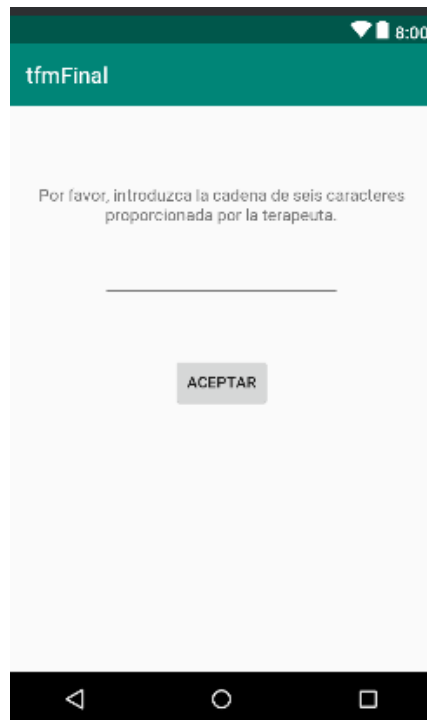 8:00
tfmFinal
Por favor, introduzca la cadena de seis caracteres
proporcionada por la terapeuta.
ACEPTAR